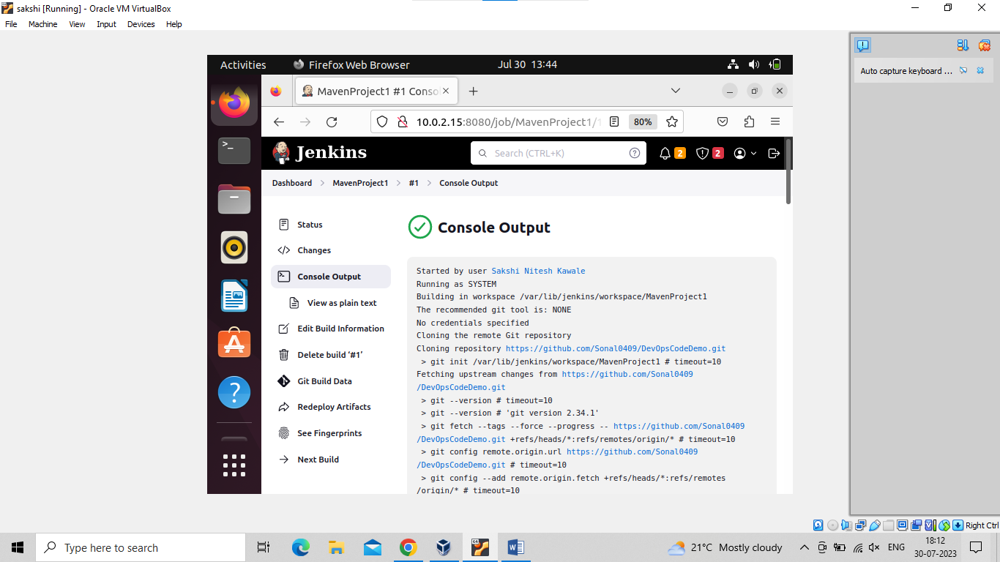 sakshi [Running] - Oracle VM VirtualBox
File Machine View Input Devices Help
Auto capture keyboard ...
Activities Firefox Web Browser Jul 30 13:44
MavenProject1 #1 Conso
10.0.2.15:8080/job/MavenProject1/1 80%
Jenkins Search (CTRL+K) 2 2
Dashboard MavenProject1 #1 Console Output
Status
Changes
Console Output
View as plain text
Edit Build Information
Delete build ‘#1’
Git Build Data
Redeploy Artifacts
See Fingerprints
Next Build
Console Output
Started by user Sakshi Nitesh Kawale
Running as SYSTEM
Building in workspace /var/lib/jenkins/workspace/MavenProject1
The recommended git tool is: NONE
No credentials specified
Cloning the remote Git repository
Cloning repository https://github.com/Sonal0409/DevOpsCodeDemo.git
> git init /var/lib/jenkins/workspace/MavenProject1 # timeout=10
Fetching upstream changes from https://github.com/Sonal0409
/DevOpsCodeDemo.git
> git --version # timeout=10
> git --version # 'git version 2.34.1'
> git fetch --tags --force --progress -- https://github.com/Sonal0409
/DevOpsCodeDemo.git +refs/heads/*:refs/remotes/origin/* # timeout=10
> git config remote.origin.url https://github.com/Sonal0409
/DevOpsCodeDemo.git # timeout=10
> git config --add remote.origin.fetch +refs/heads/*:refs/remotes
/origin/* # timeout=10
Right Ctrl
Type here to search
21°C Mostly cloudy
ENG
18:12
30-07-2023